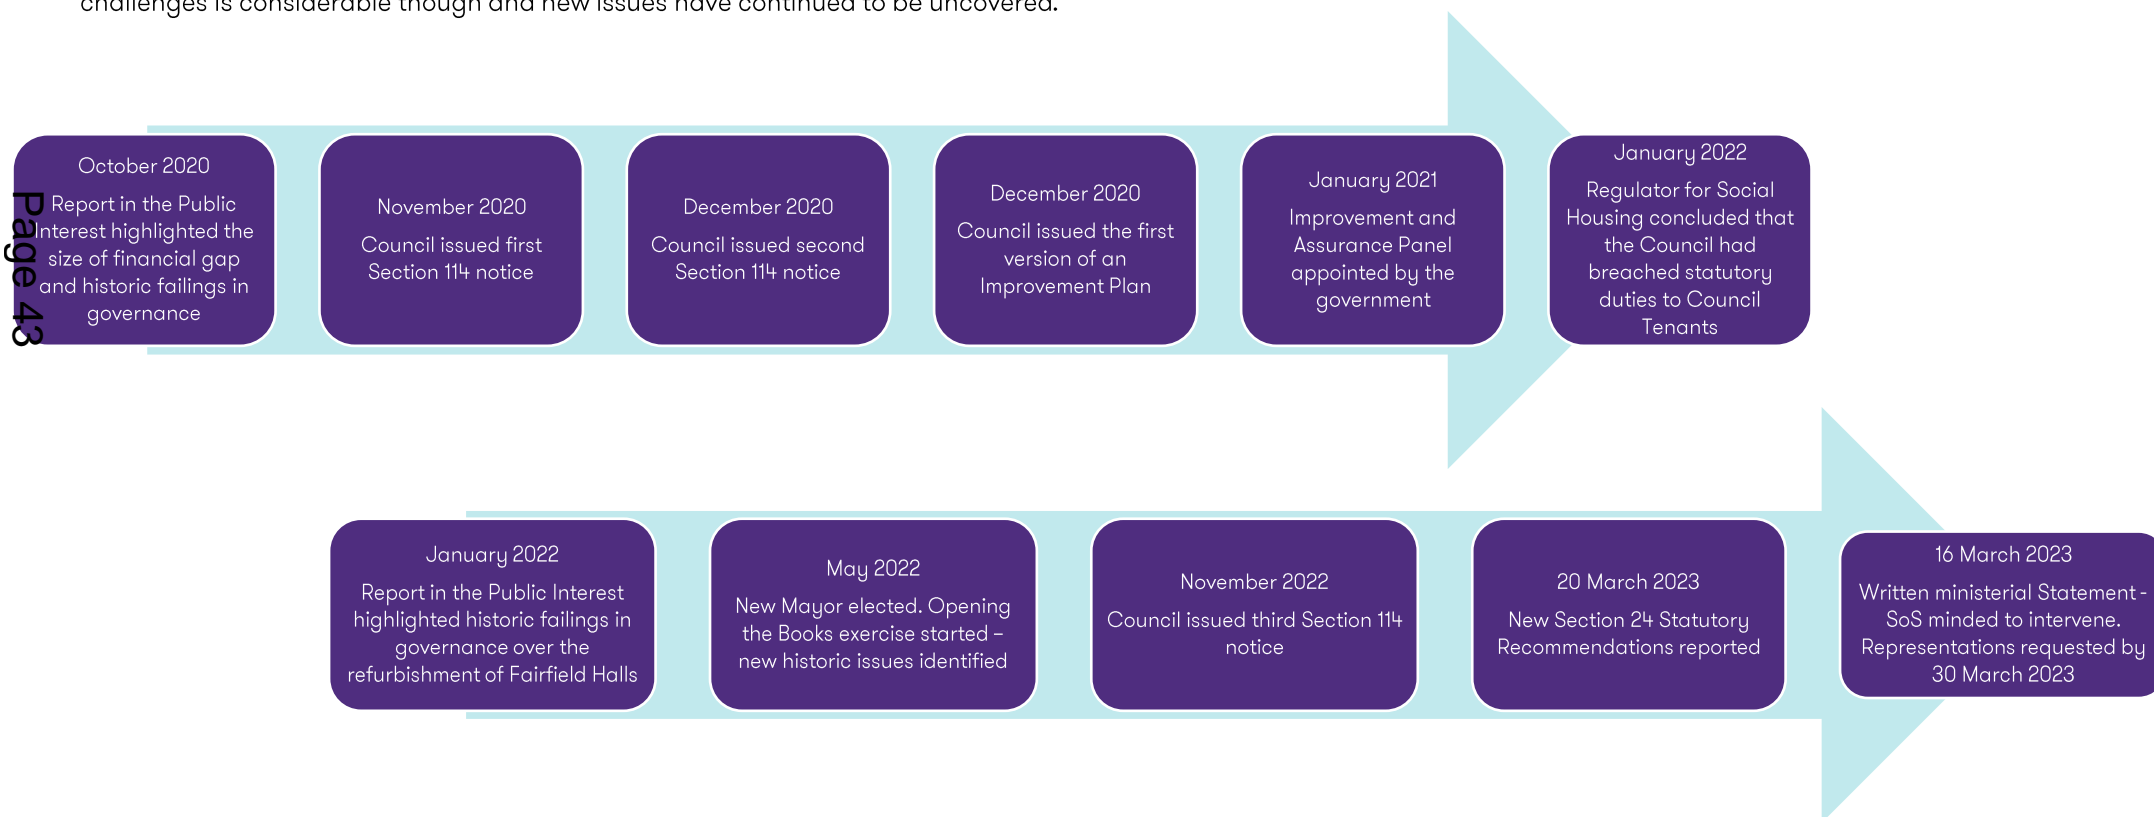 challenges is considerable though and new issues have continued to be uncovered.
October 2020
Report in the Public
Interest highlighted the
size of financial gap
and historic failings in
governance
November 2020
Council issued first
Section 114 notice
December 2020
Council issued second
Section 114 notice
December 2020
Council issued the first
version of an
Improvement Plan
January 2021
Improvement and
Assurance Panel
appointed by the
government
January 2022
Regulator for Social
Housing concluded that
the Council had
breached statutory
duties to Council
Tenants
Page 43
January 2022
Report in the Public Interest
highlighted historic failings in
governance over the
refurbishment of Fairfield Halls
May 2022
New Mayor elected. Opening
the Books exercise started –
new historic issues identified
November 2022
Council issued third Section 114
notice
20 March 2023
New Section 24 Statutory
Recommendations reported
16 March 2023
Written ministerial Statement -
SoS minded to intervene.
Representations requested by
30 March 2023